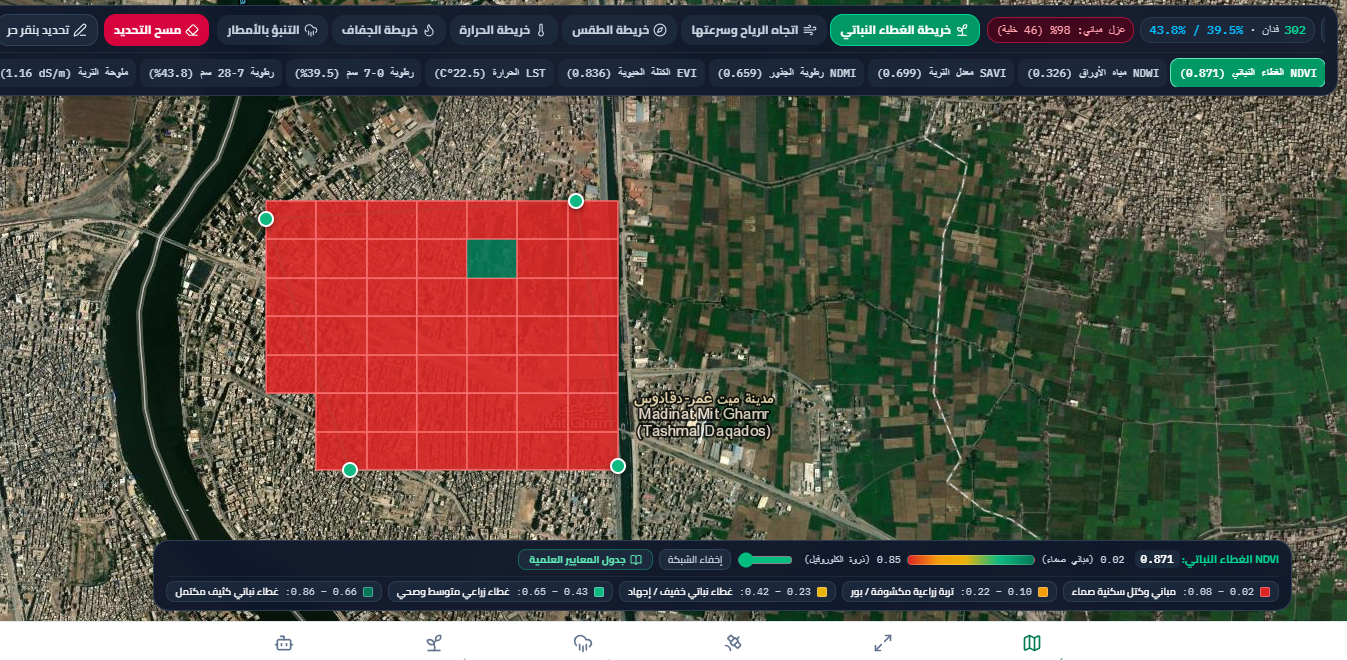 302 فدان · 39.5% / 43.8%
عزل مباني: 98% (46 خلية)
خريطة الغطاء النباتي
اتجاه الرياح وسرعتها
خريطة الطقس
خريطة الحرارة
خريطة الجفاف
التنبؤ بالأمطار
مسح التحديد
تحديد بنقر حر
NDVI الغطاء النباتي (0.871)
NDWI مياه الأوراق (0.326)
SAVI معدل التربة (0.699)
NDMI رطوبة الجذور (0.659)
EVI الكتلة الحيوية (0.836)
LST الحرارة (22.5°C)
رطوبة 0-7 سم (39.5%)
رطوبة 7-28 سم (43.8%)
ملوحة التربة (1.16 dS/m)
ميت غمر
Mit Ghamr
مدينة ميت غمر-دقادوس
Madinat Mit Ghamr
(Tashmal Daqados)
NDVI الغطاء النباتي: 0.871
0.02 (مباني صماء)
0.85 (ذروة الكلوروفيل)
إخفاء الشبكة
جدول المعايير العلمية
0.02 – 0.08: مباني وكتل سكنية صماء
0.10 – 0.22: تربة زراعية مكشوفة / بور
0.23 – 0.42: غطاء نباتي خفيف / إجهاد
0.43 – 0.65: غطاء زراعي متوسط وصحي
0.66 – 0.86: غطاء نباتي كثيف مكتمل